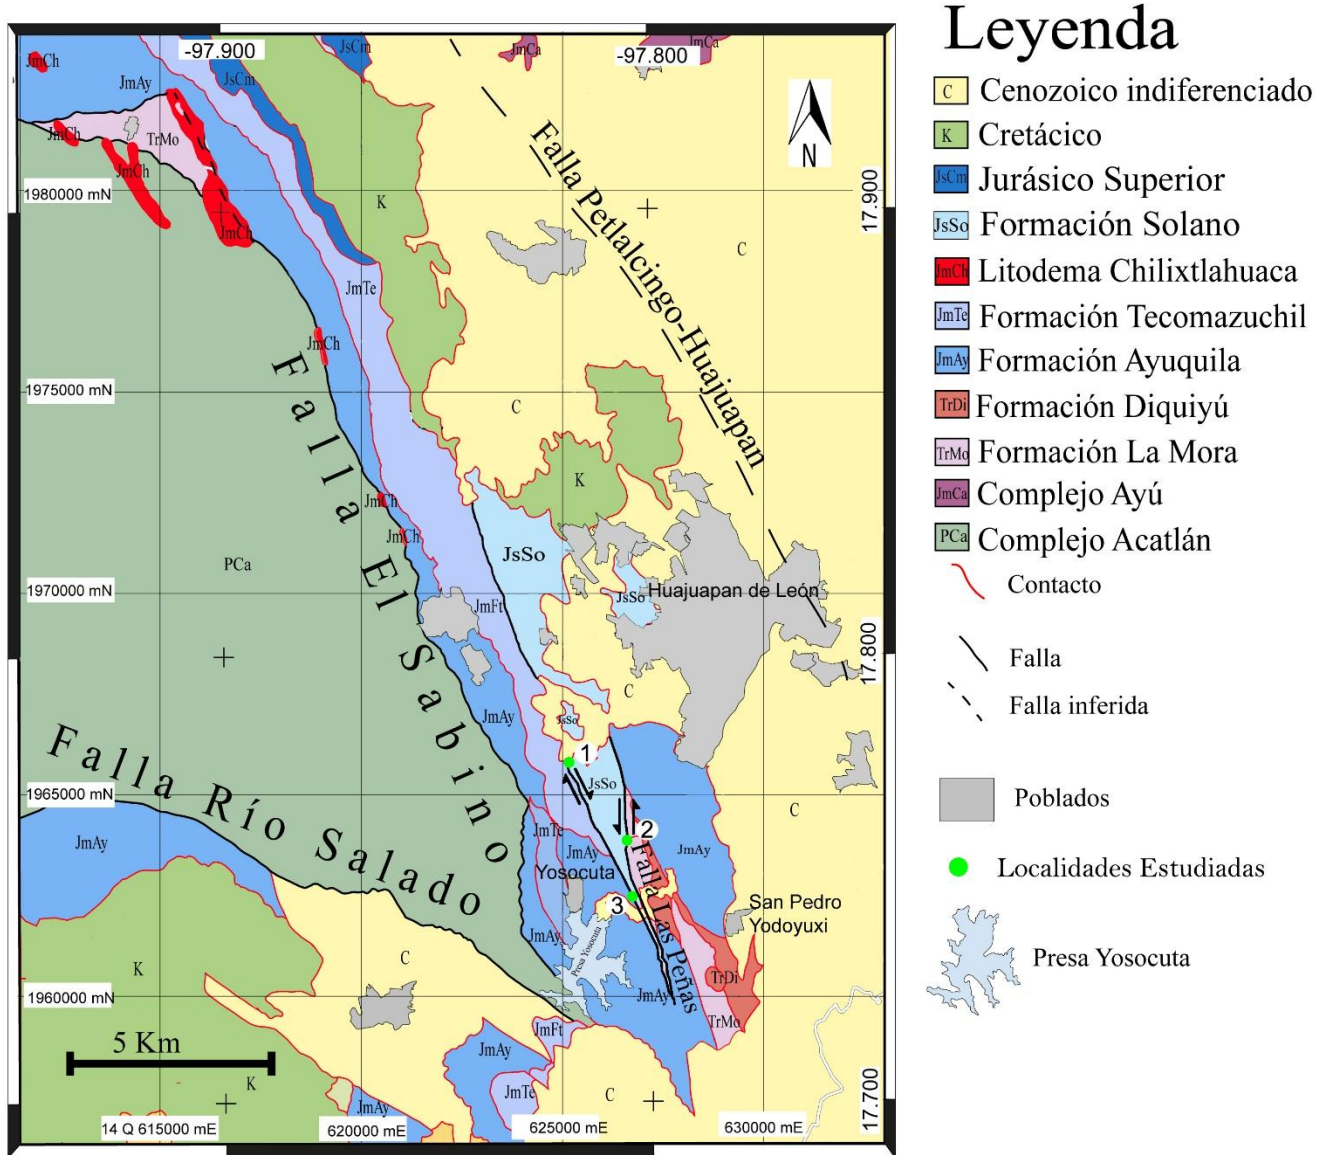 Leyenda
C Cenozoico indiferenciado
K Cretácico
JsCm Jurásico Superior
JsSo Formación Solano
JmCh Litodema Chilixtlahuaca
JmTe Formación Tecomazuchil
JmAy Formación Ayuquila
TrDi Formación Diquiyú
TrMo Formación La Mora
JmCa Complejo Ayú
PCa Complejo Acatlán
Contacto
Falla
Falla inferida
Poblados
Localidades Estudiadas
Presa Yosocuta
-97.900
-97.800
JsCm
JmCa
JmCa
JmCh
JmAy
JsCm
N
JmCh
TrMo
JmCh
JmCh
1980000 mN
17.900
K
C
C
Falla Petlalcingo-Huajuapan
JmTe
JmCh
1975000 mN
C
K
Falla El Sabino
JmCh
JmCh
JsSo
PCa
1970000 mN
JmFt
JsSo
Huajuapan de León
17.800
C
JmAy
JsSo
1
JsSo
1965000 mN
C
Falla Río Salado
JmAy
JmTe
JmAy
2
JmAy
Yosocuta
Falla Las Peñas
3
San Pedro
Yodoyuxi
JmAy
Presa Yosocuta
K
C
JmAy
TrDi
1960000 mN
TrMo
JmFt
JmAy
5 Km
K
JmTe
C
JmAy
17.700
14 Q 615000 mE
620000 mE
625000 mE
630000 mE